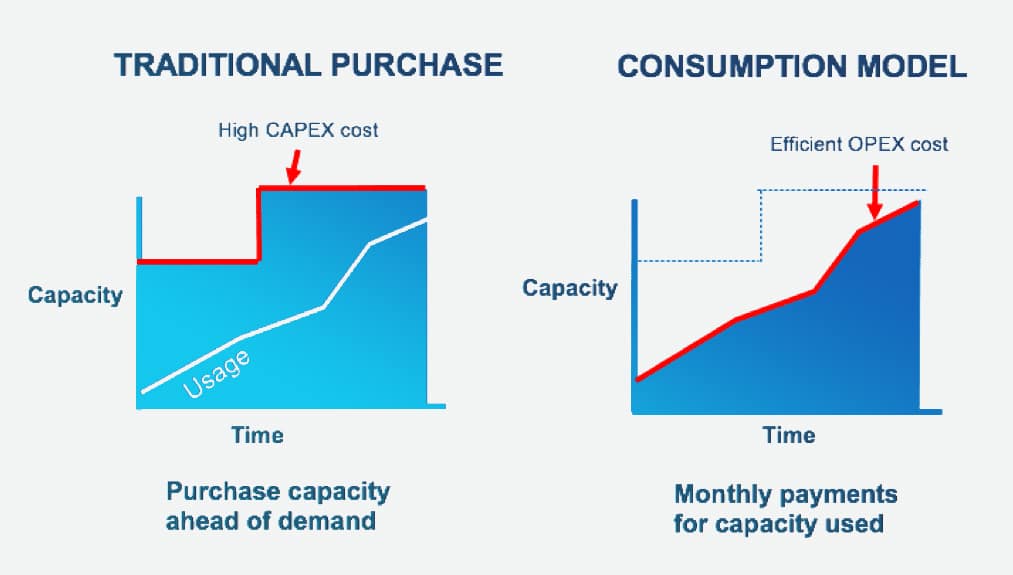 TRADITIONAL PURCHASE
High CAPEX cost
Capacity
Usage
Time
Purchase capacity
ahead of demand
CONSUMPTION MODEL
Efficient OPEX cost
Capacity
Time
Monthly payments
for capacity used